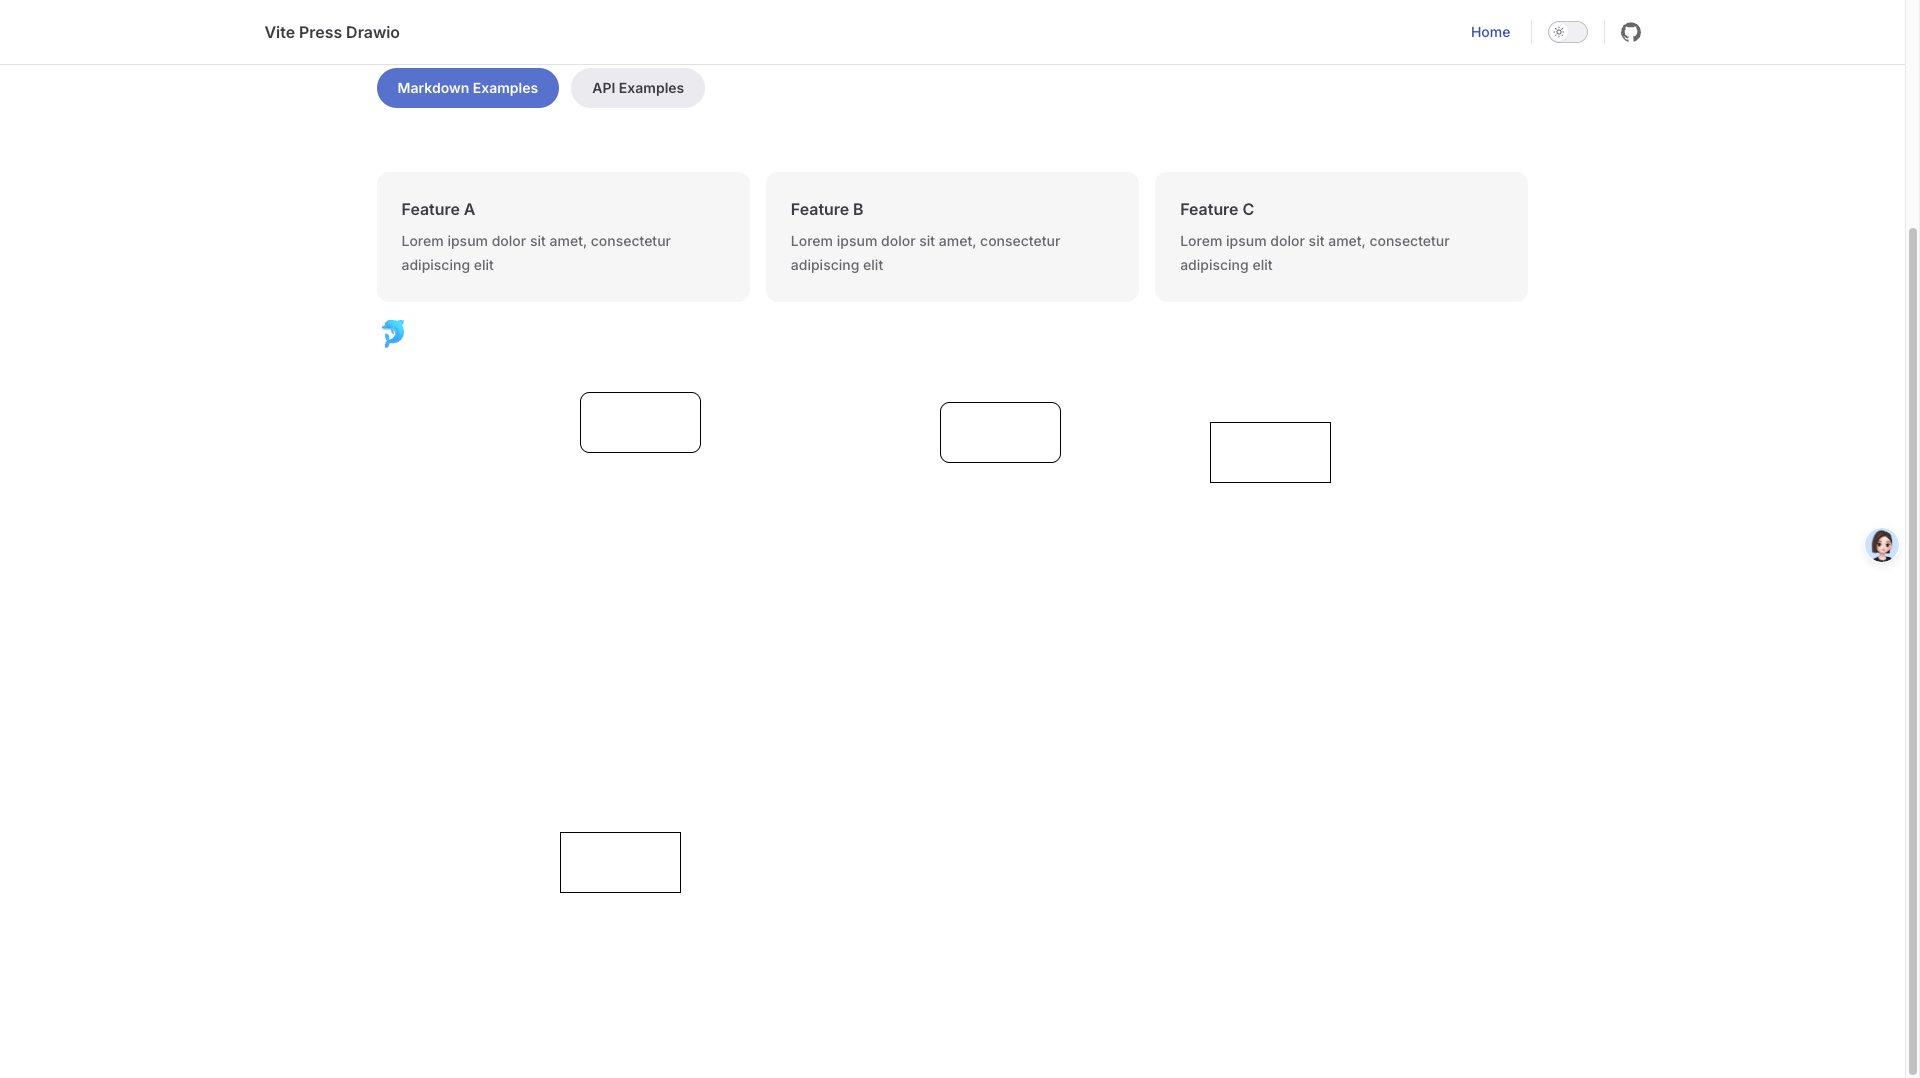 Vite Press Drawio
Home
Markdown Examples
API Examples
Feature A
Lorem ipsum dolor sit amet, consectetur
adipiscing elit
Feature B
Lorem ipsum dolor sit amet, consectetur
adipiscing elit
Feature C
Lorem ipsum dolor sit amet, consectetur
adipiscing elit